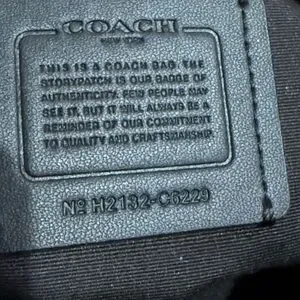 COACH
NEW YORK
THIS IS A COACH BAG. THE
STORYPATCH IS OUR BADGE OF
AUTHENTICITY. FEW PEOPLE MAY
SEE IT, BUT IT WILL ALWAYS BE A
REMINDER OF OUR COMMITMENT
TO QUALITY AND CRAFTSMANSHIP.
Nº H2132-C6229